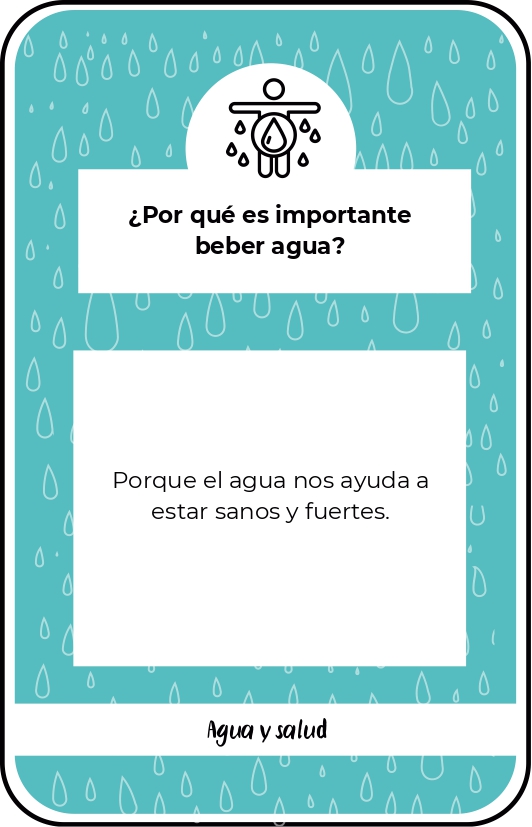 ¿Por qué es importante
beber agua?
Porque el agua nos ayuda a
estar sanos y fuertes.
Agua y salud